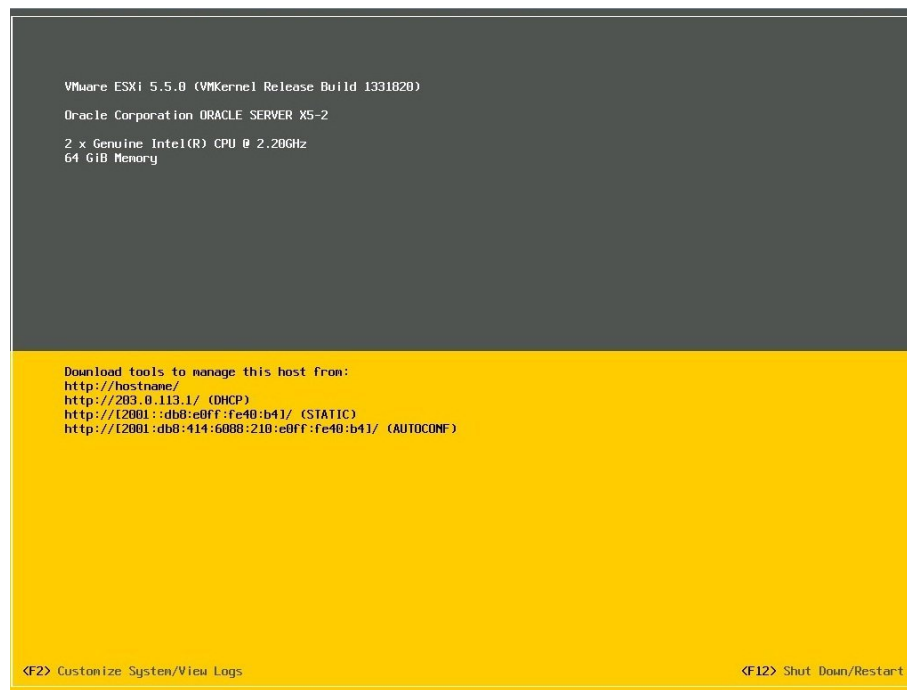 VMware ESXi 5.5.0 (VMKernel Release Build 1331820)
Oracle Corporation ORACLE SERVER X5-2
2 x Genuine Intel(R) CPU @ 2.20GHz
64 GiB Memory
Download tools to manage this host from:
http://hostname/
http://203.0.113.1/ (DHCP)
http://[2001::db8:e0ff:fe40:b4]/ (STATIC)
http://[2001:db8:414:6088:210:e0ff:fe40:b4]/ (AUTOCONF)
<F2> Customize System/View Logs
<F12> Shut Down/Restart